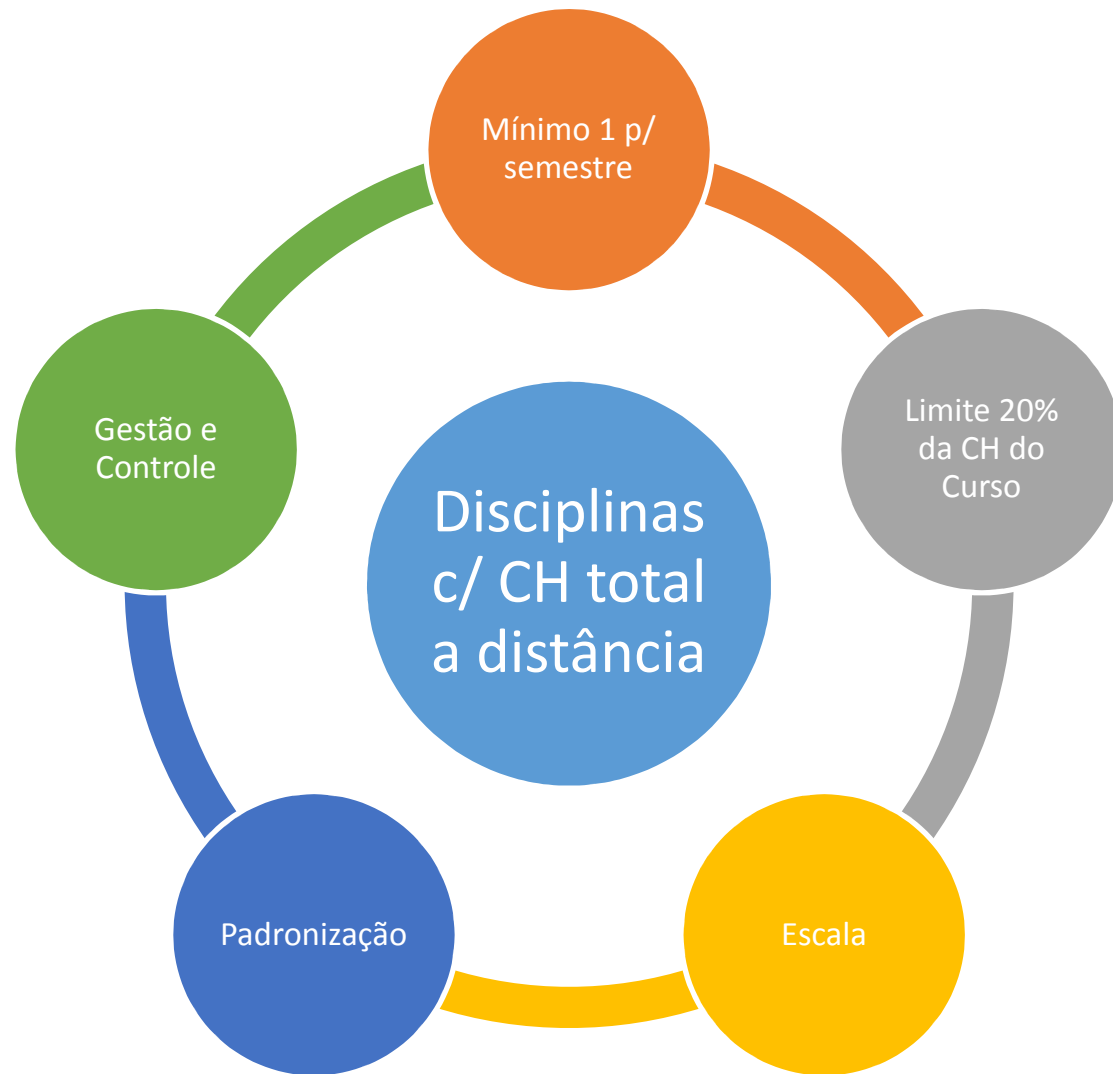 Mínimo 1 p/
semestre
Limite 20%
da CH do
Curso
Escala
Padronização
Gestão e
Controle
Disciplinas
c/ CH total
a distância